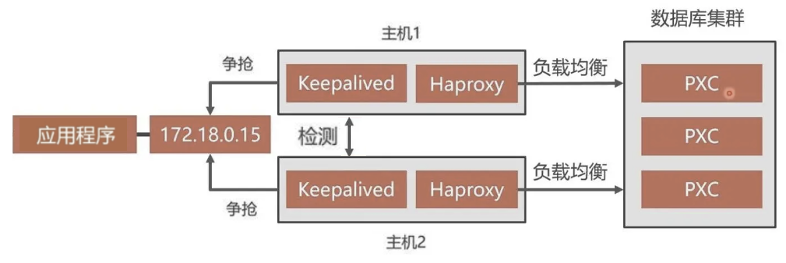 数据库集群
主机1
争抢
Keepalived
Haproxy
负载均衡
PXC
应用程序
172.18.0.15
检测
PXC
争抢
Keepalived
Haproxy
负载均衡
PXC
主机2